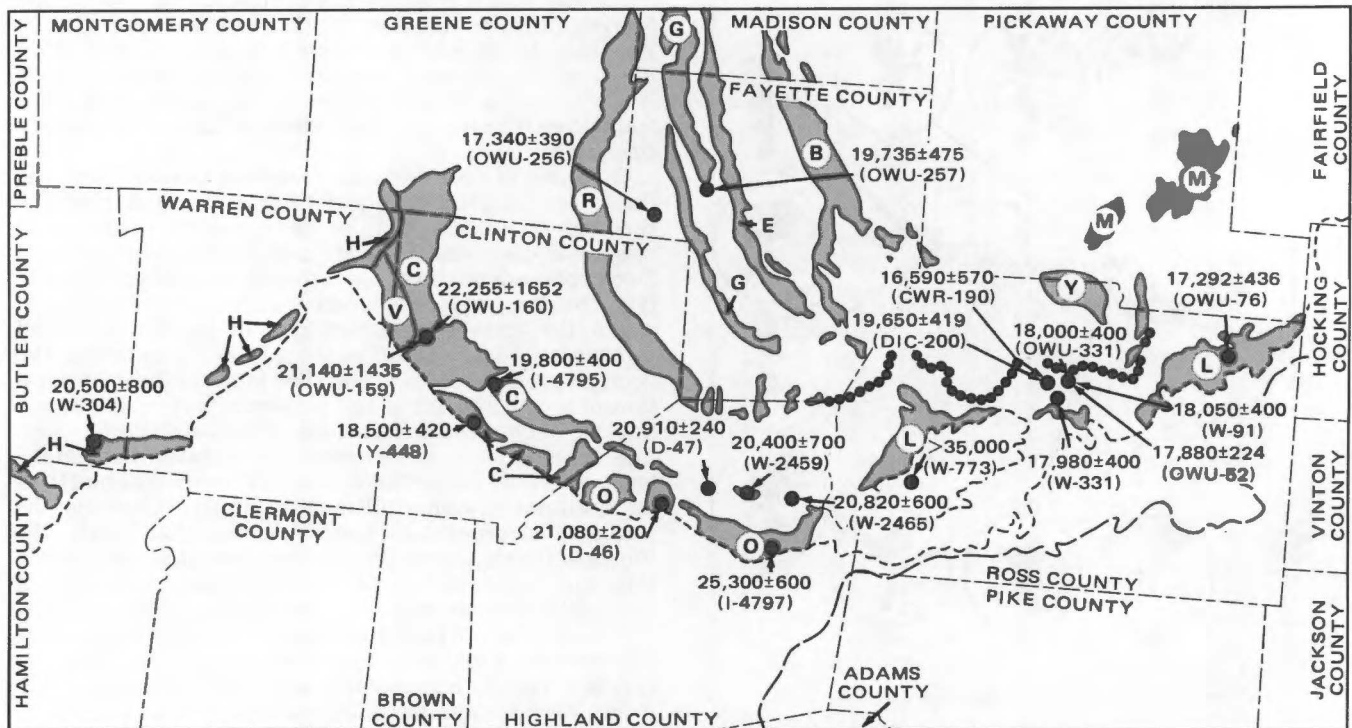 MONTGOMERY COUNTY
GREENE COUNTY
MADISON COUNTY
PICKAWAY COUNTY
PREBLE COUNTY
FAIRFIELD
COUNTY
G
FAYETTE COUNTY
17,340±390
(OWU-256)
B
19,735±475
(OWU-257)
M
M
R
E
WARREN COUNTY
CLINTON COUNTY
H
C
V
G
22,255±1652
(OWU-160)
16,590±570
(CWR-190)
19,650±419
(DIC-200)
Y
17,292±436
(OWU-76)
18,000±400
(OWU-331)
HOCKING
COUNTY
BUTLER COUNTY
H
20,500±800
(W-304)
21,140±1435
(OWU-159)
19,800±400
(I-4795)
C
L
18,050±400
(W-91)
18,500±420
(Y-448)
C
20,910±240
(D-47)
20,400±700
(W-2459)
L
35,000
(W-773)
17,980±400
(W-331)
17,880±224
(GWU-52)
H
O
21,080±200
(D-46)
O
20,820±600
(W-2465)
VINTON
COUNTY
CLERMONT
COUNTY
25,300±600
(I-4797)
ROSS COUNTY
PIKE COUNTY
HAMILTON COUNTY
JACKSON
COUNTY
ADAMS
COUNTY
BROWN
COUNTY
HIGHLAND COUNTY